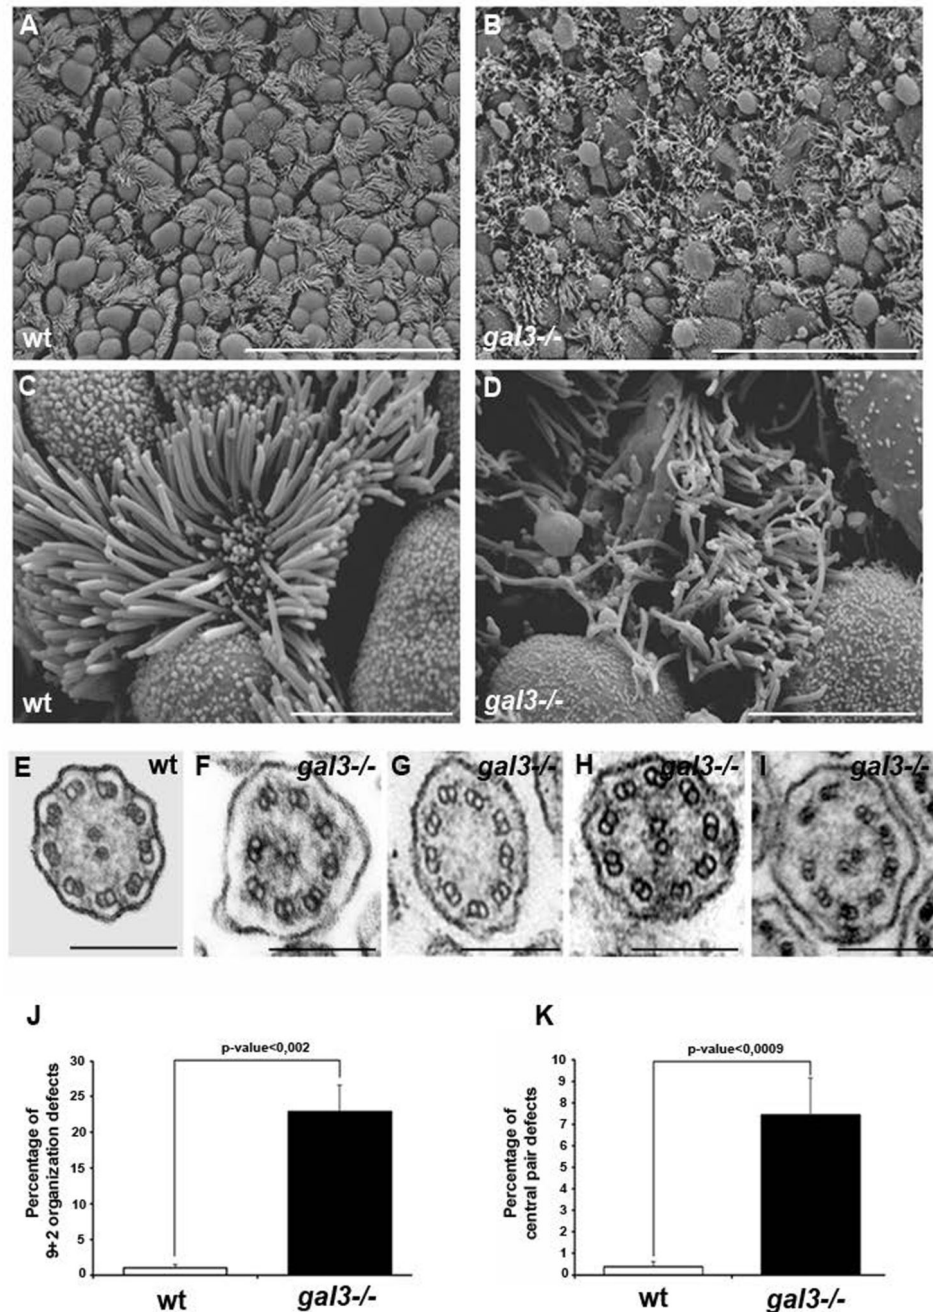 A
wt
B
gal3-/-
C
wt
D
gal3-/-
E wt
F gal3-/-
G gal3-/-
H gal3-/-
I gal3-/-
J
p-value<0,002
Percentage of
9+2 organization defects
30
25
20
15
10
5
0
wt gal3-/-
K
p-value<0,0009
Percentage of
central pair defects
10
9
8
7
6
5
4
3
2
1
0
wt gal3-/-